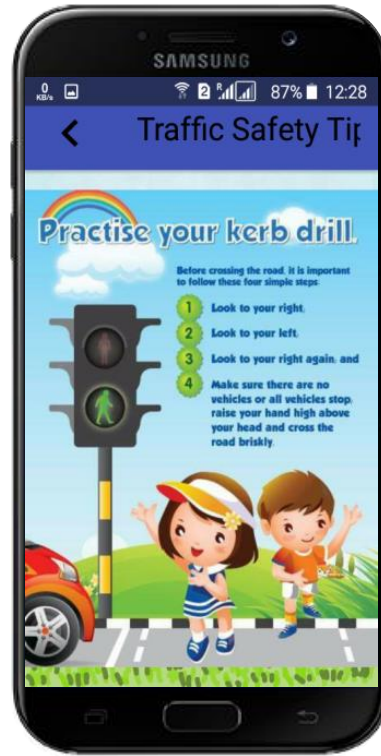 SAMSUNG
0
KB/s
2
R
87%
12:28
Traffic Safety Tip
Practise your kerb drill.
Before crossing the road, it is important
to follow these four simple steps
1 Look to your right,
2 Look to your left,
3 Look to your right again, and
4 Make sure there are no
vehicles or all vehicles stop,
raise your hand high above
your head and cross the
road briskly.